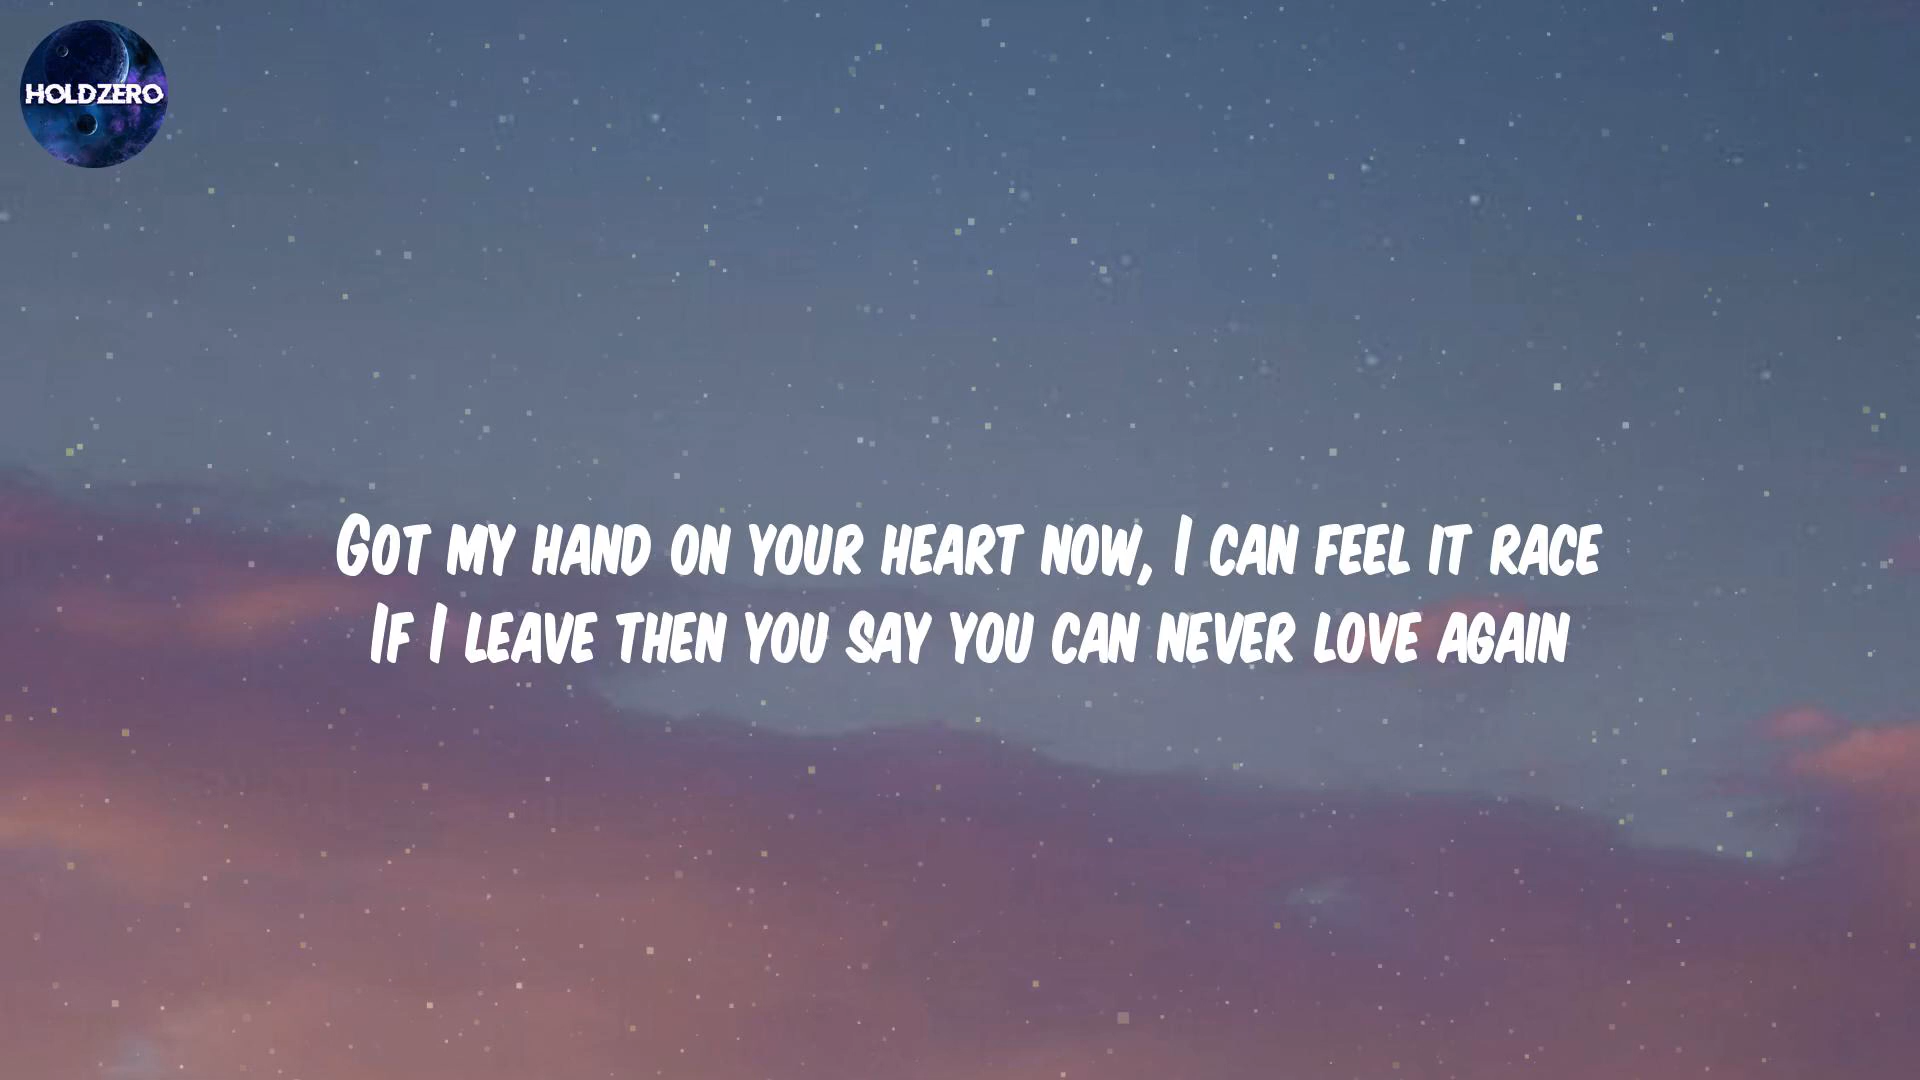 HOLDZERO
Got my hand on your heart now, I can feel it race
If I leave then you say you can never love again